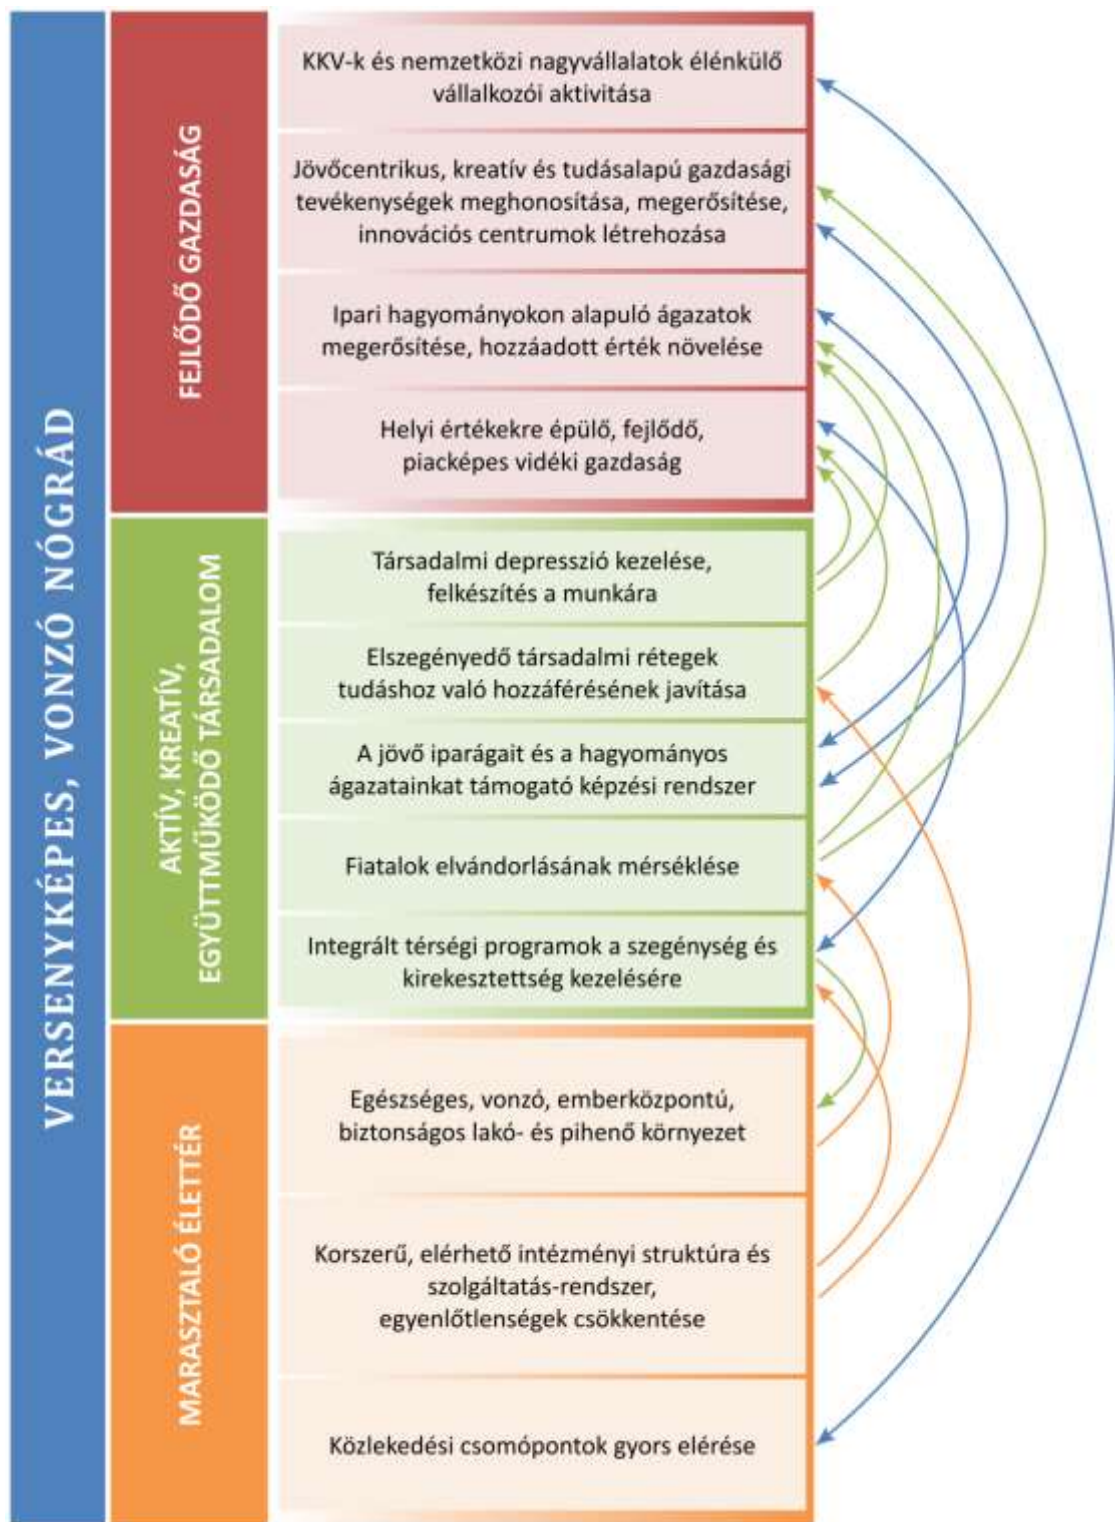 VERSENYKÉPES, VONZÓ NÓGRÁD
FEJLŐDŐ GAZDASÁG
KKV-k és nemzetközi nagyvállalatok élénkülő
vállalkozói aktivitása
Jövőcentrikus, kreatív és tudásalapú gazdasági
tevékenységek meghonosítása, megerősítése,
innovációs centrumok létrehozása
Ipari hagyományokon alapuló ágazatok
megerősítése, hozzáadott érték növelése
Helyi értékekre épülő, fejlődő,
piacképes vidéki gazdaság
AKTÍV, KREATÍV,
EGYÜTTMŰKÖDŐ TÁRSADALOM
Társadalmi depresszió kezelése,
felkészítés a munkára
Elszegényedő társadalmi rétegek
tudáshoz való hozzáférésének javítása
A jövő iparágait és a hagyományos
ágazatainkat támogató képzési rendszer
Fiatalok elvándorlásának mérséklése
Integrált térségi programok a szegénység és
kirekesztettség kezelésére
MARASZTALÓ ÉLETTÉR
Egészséges, vonzó, emberközpontú,
biztonságos lakó- és pihenő környezet
Korszerű, elérhető intézményi struktúra és
szolgáltatás-rendszer,
egyenlőtlenségek csökkentése
Közlekedési csomópontok gyors elérése